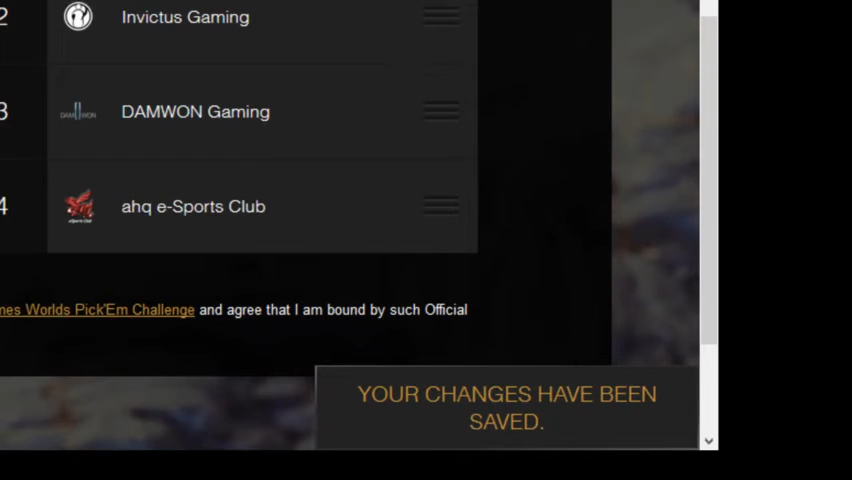 2 Invictus Gaming
3 DAMWON DAMWON Gaming
4 ahq e-Sports Club
mes Worlds Pick'Em Challenge and agree that I am bound by such Official
YOUR CHANGES HAVE BEEN
SAVED.